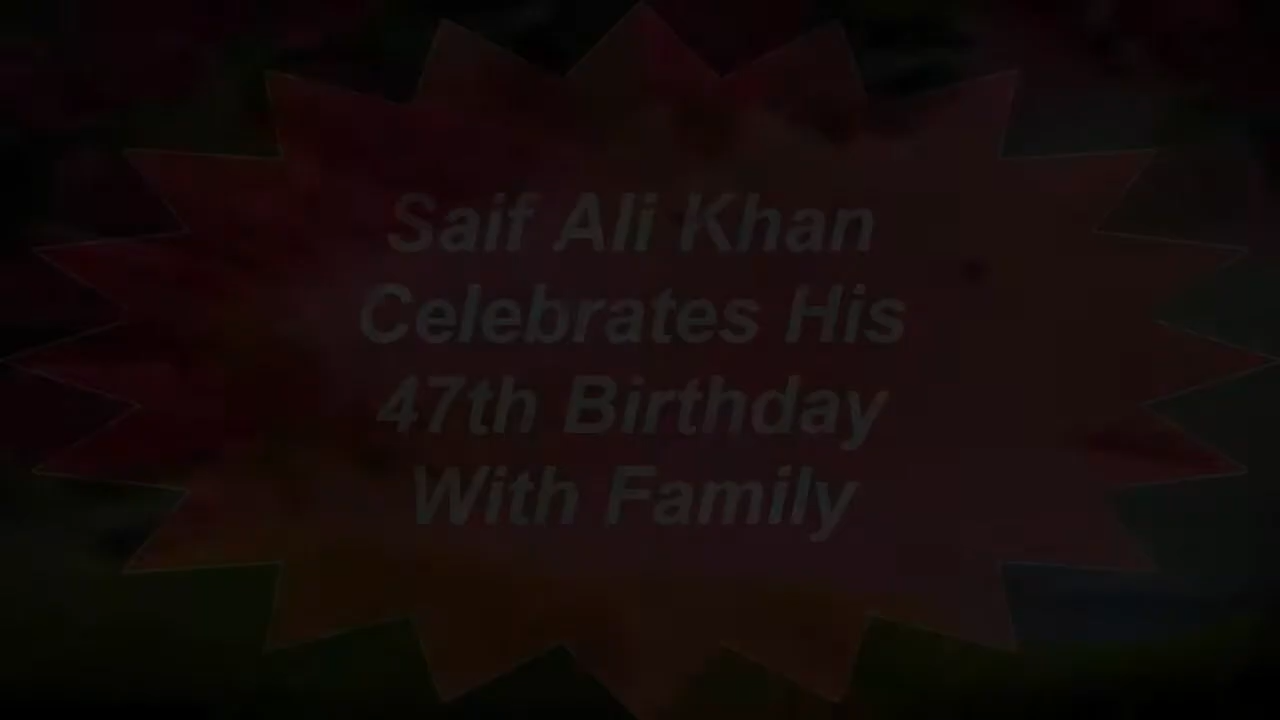 Saif Ali Khan
Celebrates His
47th Birthday
With Family